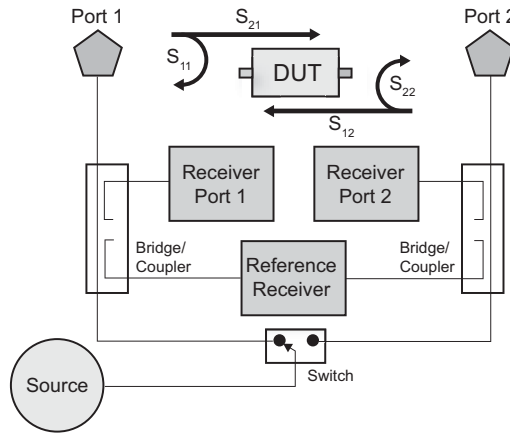 Port 1
Port 2
S21
S11
DUT
S22
S12
Receiver
Port 1
Receiver
Port 2
Bridge/
Coupler
Reference
Receiver
Bridge/
Coupler
Source
Switch